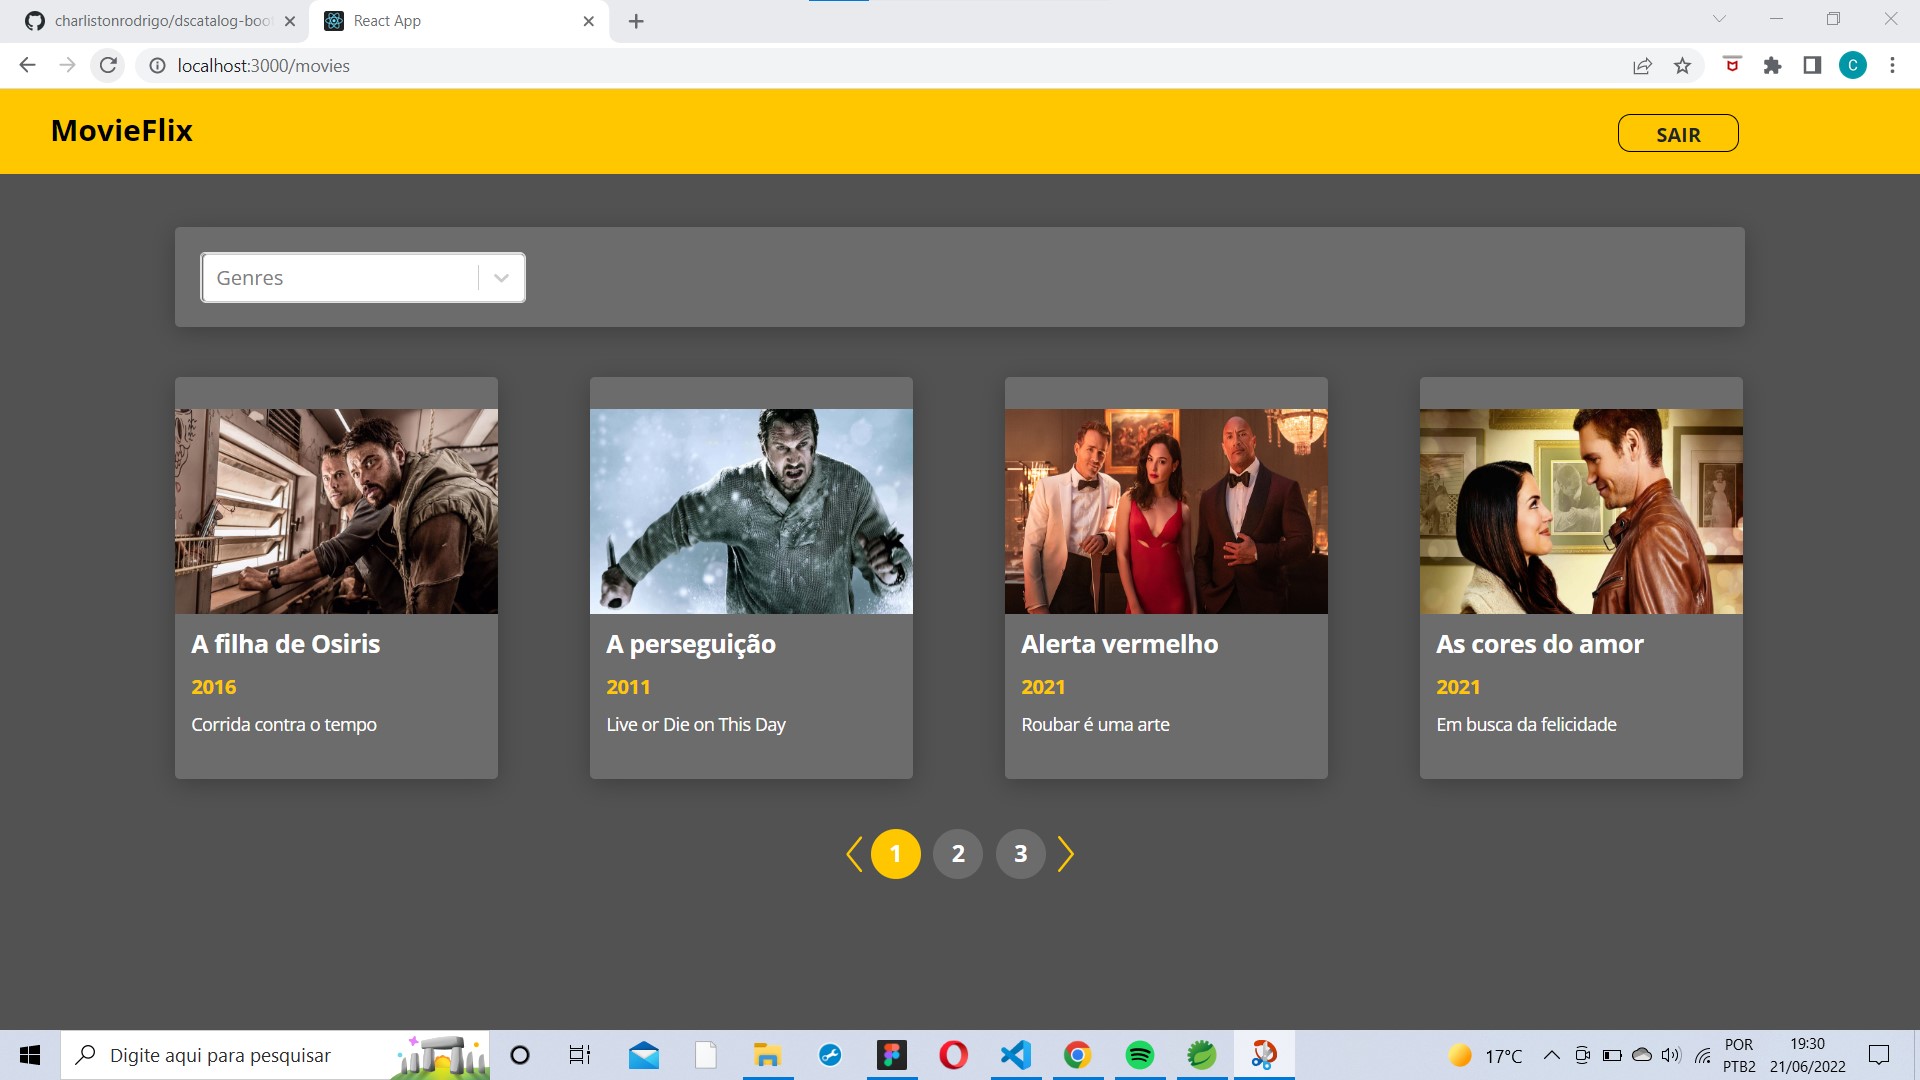 charlistonrodrigo/dscatalog-boo
React App
localhost:3000/movies
C
MovieFlix
SAIR
Genres
A filha de Osiris
2016
Corrida contra o tempo
A perseguição
2011
Live or Die on This Day
Alerta vermelho
2021
Roubar é uma arte
As cores do amor
2021
Em busca da felicidade
1 2 3
Digite aqui para pesquisar
17°C
POR
PTB2
19:30
21/06/2022